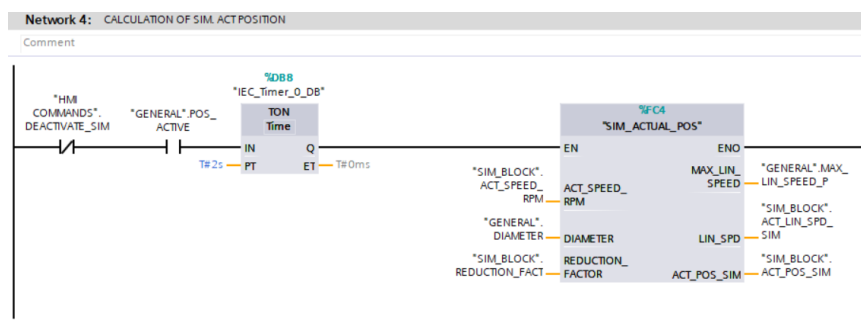 Network 4: CALCULATION OF SIM. ACT POSITION
Comment
"HMI
COMMANDS".
DEACTIVATE_SIM
"GENERAL".POS_
ACTIVE
%DB8
"IEC_Timer_0_DB"
TON
Time
IN
Q
T#2s
PT
ET
T#0ms
%FC4
"SIM_ACTUAL_POS"
EN
ENO
"SIM_BLOCK".
ACT_SPEED_
RPM
ACT_SPEED_
RPM
MAX_LIN_
SPEED
"GENERAL".MAX_
LIN_SPEED_P
"GENERAL".
DIAMETER
DIAMETER
LIN_SPD
"SIM_BLOCK".
ACT_LIN_SPD_
SIM
"SIM_BLOCK".
REDUCTION_FACT
REDUCTION_
FACTOR
ACT_POS_SIM
"SIM_BLOCK".
ACT_POS_SIM